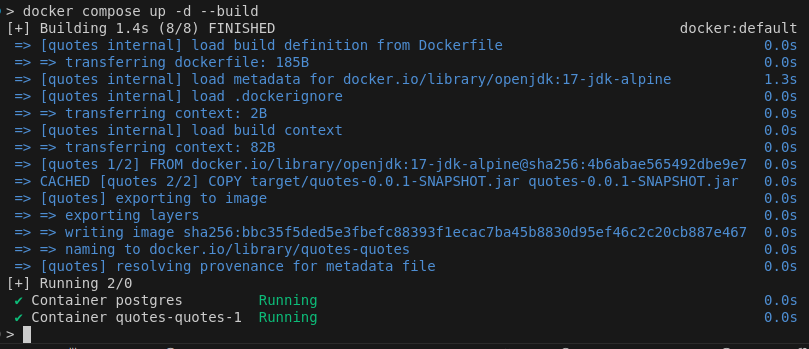 > docker compose up -d --build
[+] Building 1.4s (8/8) FINISHED docker:default
=> [quotes internal] load build definition from Dockerfile 0.0s
=> => transferring dockerfile: 185B 0.0s
=> [quotes internal] load metadata for docker.io/library/openjdk:17-jdk-alpine 1.3s
=> [quotes internal] load .dockerignore 0.0s
=> => transferring context: 2B 0.0s
=> [quotes internal] load build context 0.0s
=> => transferring context: 82B 0.0s
=> [quotes 1/2] FROM docker.io/library/openjdk:17-jdk-alpine@sha256:4b6abae565492dbe9e7 0.0s
=> CACHED [quotes 2/2] COPY target/quotes-0.0.1-SNAPSHOT.jar quotes-0.0.1-SNAPSHOT.jar 0.0s
=> [quotes] exporting to image 0.0s
=> => exporting layers 0.0s
=> => writing image sha256:bbc35f5ded5e3fbefc88393f1ecac7ba45b8830d95ef46c2c20cb887e467 0.0s
=> => naming to docker.io/library/quotes-quotes 0.0s
=> [quotes] resolving provenance for metadata file 0.0s
[+] Running 2/0
✔ Container postgres Running 0.0s
✔ Container quotes-quotes-1 Running 0.0s
>